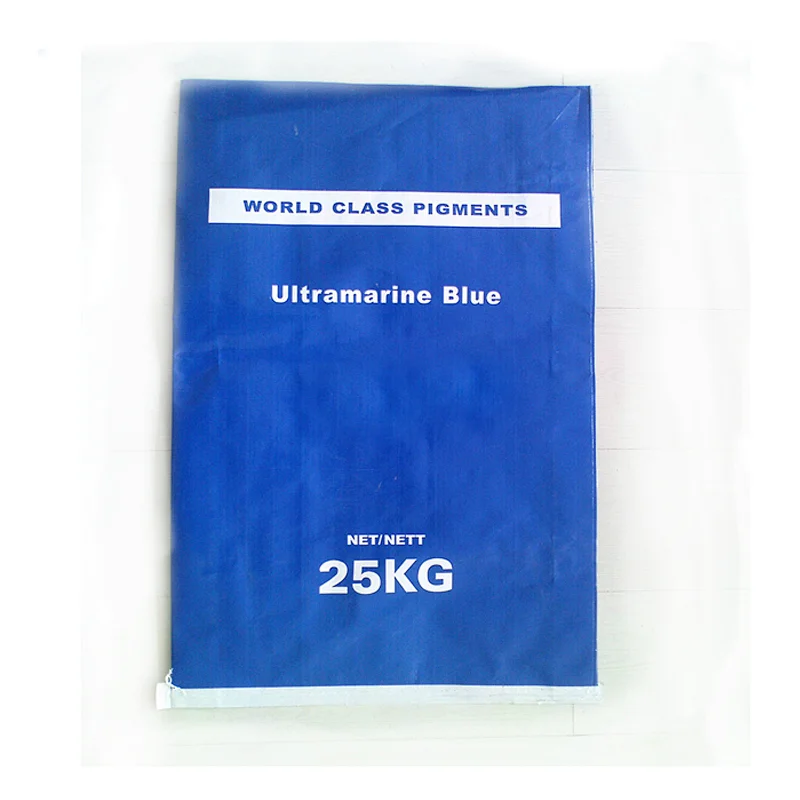 WORLD CLASS PIGMENTS
Ultramarine Blue
NET/NETT
25KG